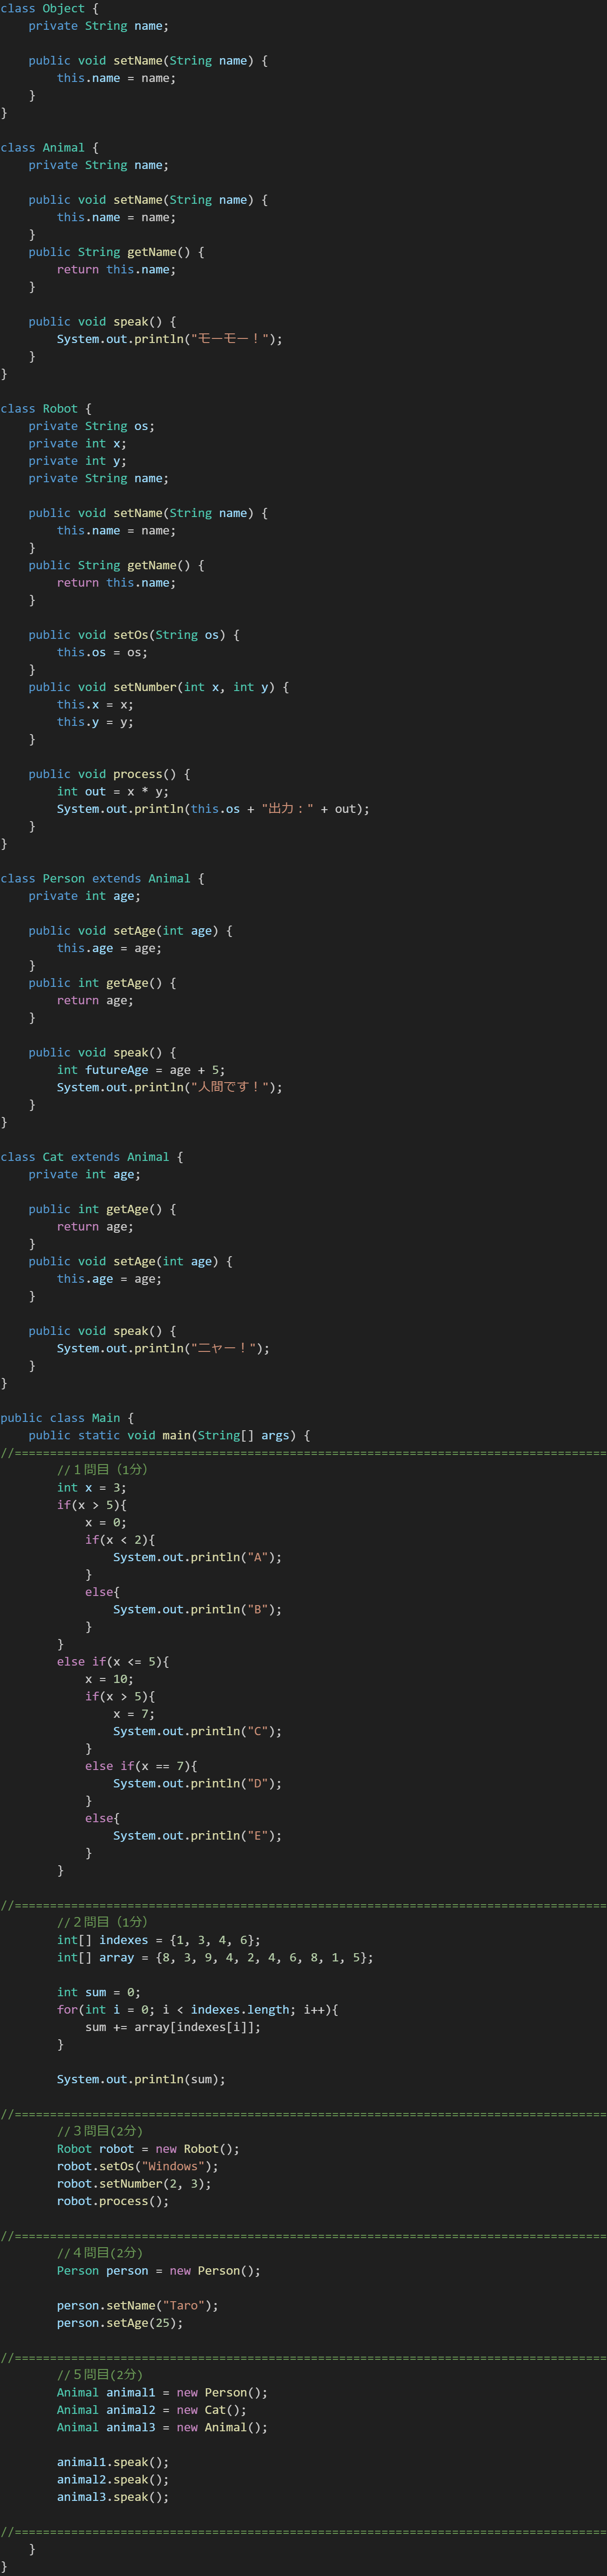 class Object {
    private String name;

    public void setName(String name) {
        this.name = name;
    }
}

class Animal {
    private String name;

    public void setName(String name) {
        this.name = name;
    }
    public String getName() {
        return this.name;
    }

    public void speak() {
        System.out.println("モーモー！");
    }
}

class Robot {
    private String os;
    private int x;
    private int y;
    private String name;

    public void setName(String name) {
        this.name = name;
    }
    public String getName() {
        return this.name;
    }

    public void setOs(String os) {
        this.os = os;
    }
    public void setNumber(int x, int y) {
        this.x = x;
        this.y = y;
    }

    public void process() {
        int out = x * y;
        System.out.println(this.os + "出力：" + out);
    }
}

class Person extends Animal {
    private int age;

    public void setAge(int age) {
        this.age = age;
    }
    public int getAge() {
        return age;
    }

    public void speak() {
        int futureAge = age + 5;
        System.out.println("人間です！");
    }
}

class Cat extends Animal {
    private int age;

    public int getAge() {
        return age;
    }
    public void setAge(int age) {
        this.age = age;
    }

    public void speak() {
        System.out.println("ニャー！");
    }
}

public class Main {
    public static void main(String[] args) {
//====================================================================================
        //１問目（1分）
        int x = 3;
        if(x > 5){
            x = 0;
            if(x < 2){
                System.out.println("A");
            }
            else{
                System.out.println("B");
            }
        }
        else if(x <= 5){
            x = 10;
            if(x > 5){
                x = 7;
                System.out.println("C");
            }
            else if(x == 7){
                System.out.println("D");
            }
            else{
                System.out.println("E");
            }
        }

//====================================================================================
        //２問目（1分）
        int[] indexes = {1, 3, 4, 6};
        int[] array = {8, 3, 9, 4, 2, 4, 6, 8, 1, 5};

        int sum = 0;
        for(int i = 0; i < indexes.length; i++){
            sum += array[indexes[i]];
        }

        System.out.println(sum);

//====================================================================================
        //３問目(2分)
        Robot robot = new Robot();
        robot.setOs("Windows");
        robot.setNumber(2, 3);
        robot.process();

//====================================================================================
        //４問目(2分)
        Person person = new Person();

        person.setName("Taro");
        person.setAge(25);

//====================================================================================
        //５問目(2分)
        Animal animal1 = new Person();
        Animal animal2 = new Cat();
        Animal animal3 = new Animal();

        animal1.speak();
        animal2.speak();
        animal3.speak();

//====================================================================================
    }
}